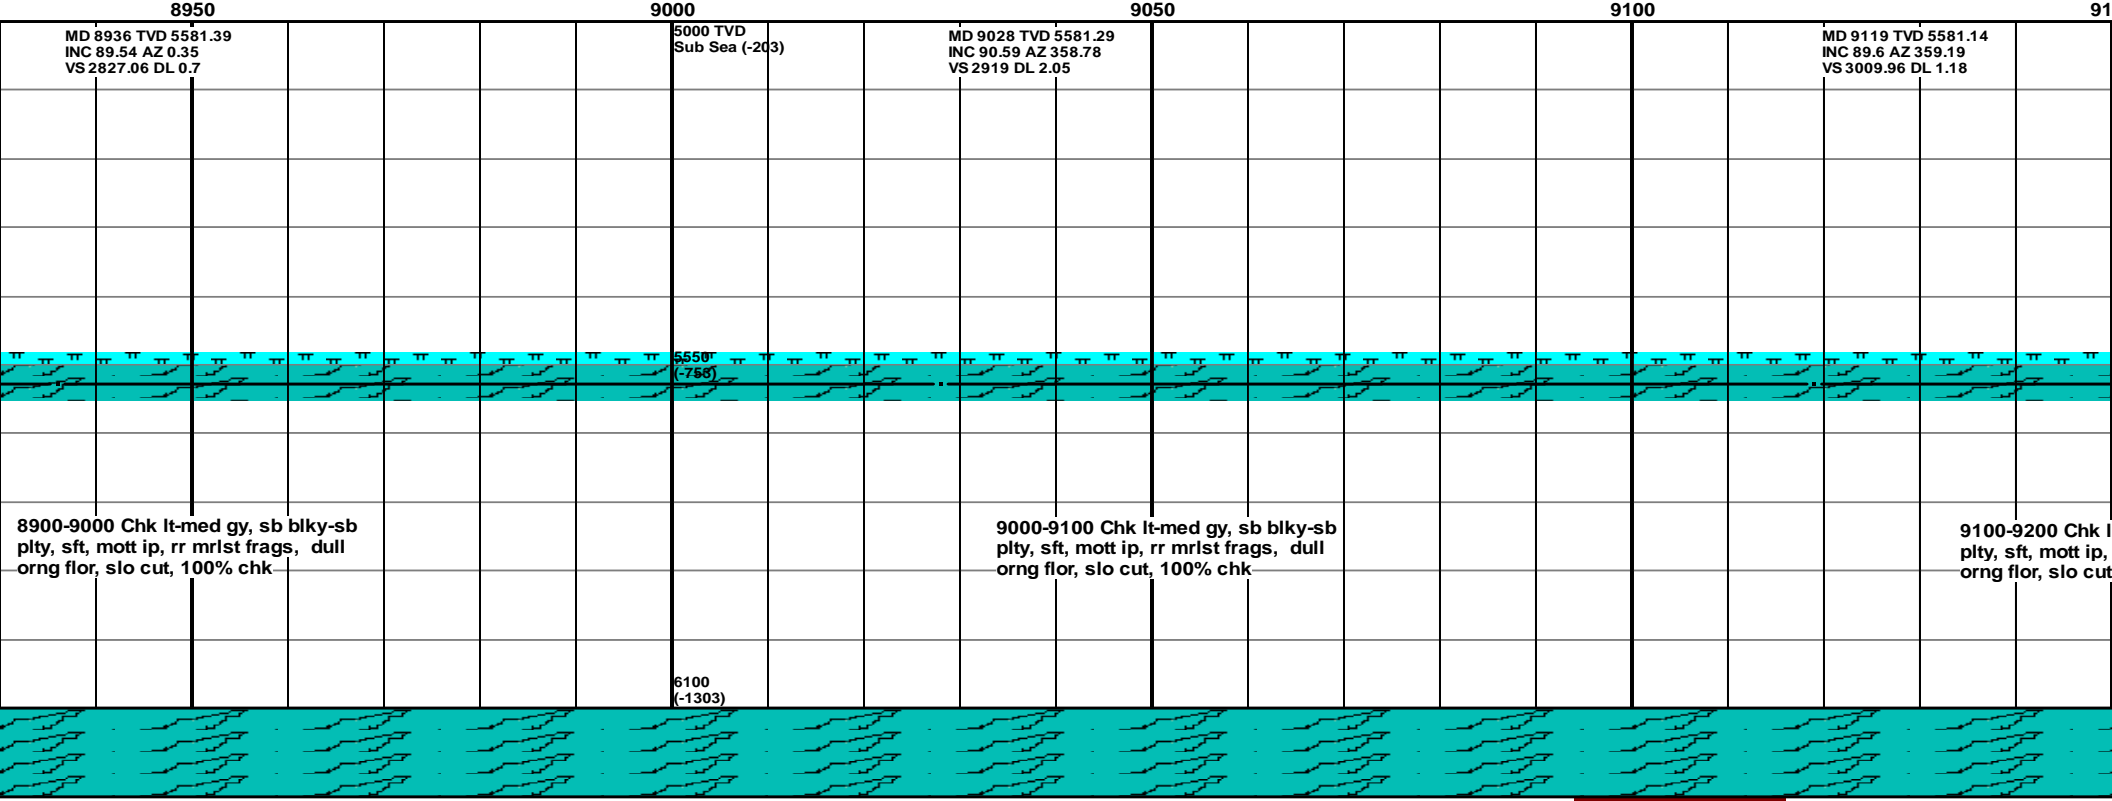 8950 9000 9050 9100 91
MD 8936 TVD 5581.39
INC 89.54 AZ 0.35
VS 2827.06 DL 0.7
5000 TVD
Sub Sea (-203)
MD 9028 TVD 5581.29
INC 90.59 AZ 358.78
VS 2919 DL 2.05
MD 9119 TVD 5581.14
INC 89.6 AZ 359.19
VS 3009.96 DL 1.18
5550
(-753)
8900-9000 Chk lt-med gy, sb blky-sb
plty, sft, mott ip, rr mrlst frags, dull
orng flor, slo cut, 100% chk
9000-9100 Chk lt-med gy, sb blky-sb
plty, sft, mott ip, rr mrlst frags, dull
orng flor, slo cut, 100% chk
9100-9200 Chk l
plty, sft, mott ip,
orng flor, slo cut
6100
(-1303)